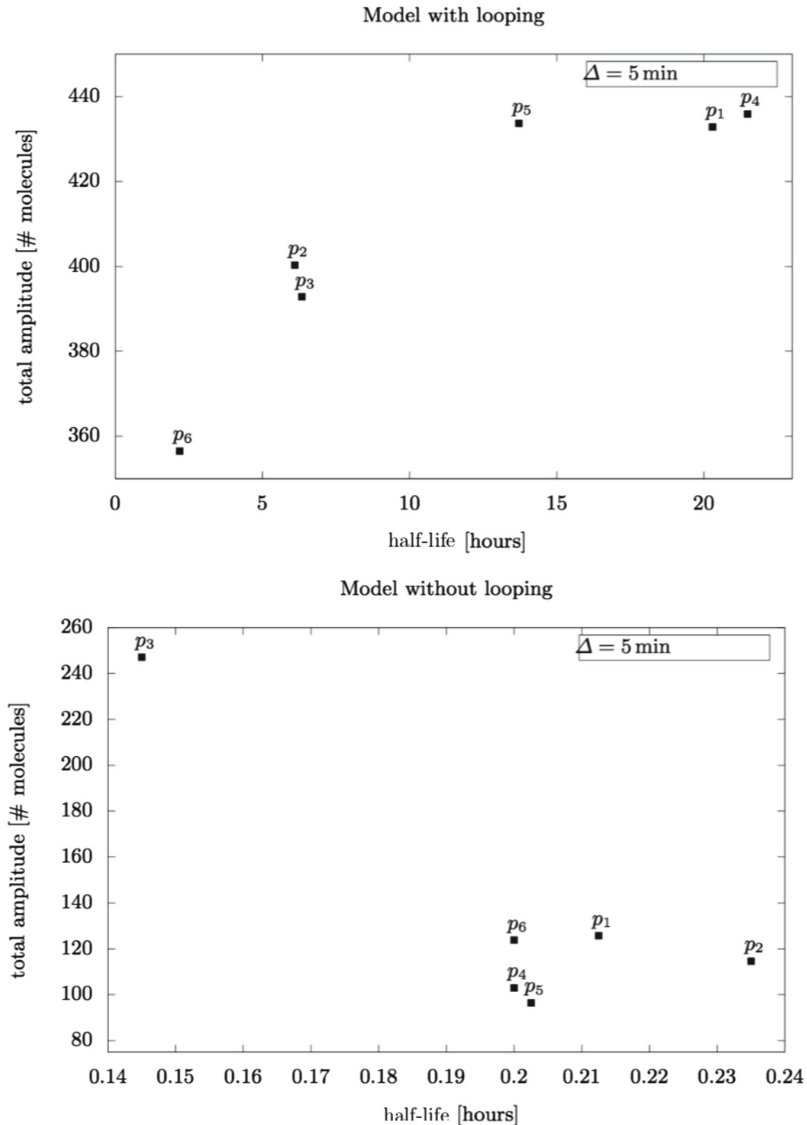 Model with looping
Δ = 5 min
440
420
400
380
360
total amplitude [# molecules]
p5
p1
p4
p2
p3
p6
0
5
10
15
20
half-life [hours]
Model without looping
Δ = 5 min
260
240
220
200
180
160
140
120
100
80
total amplitude [# molecules]
p3
p6
p1
p2
p4
p5
0.14
0.15
0.16
0.17
0.18
0.19
0.2
0.21
0.22
0.23
0.24
half-life [hours]